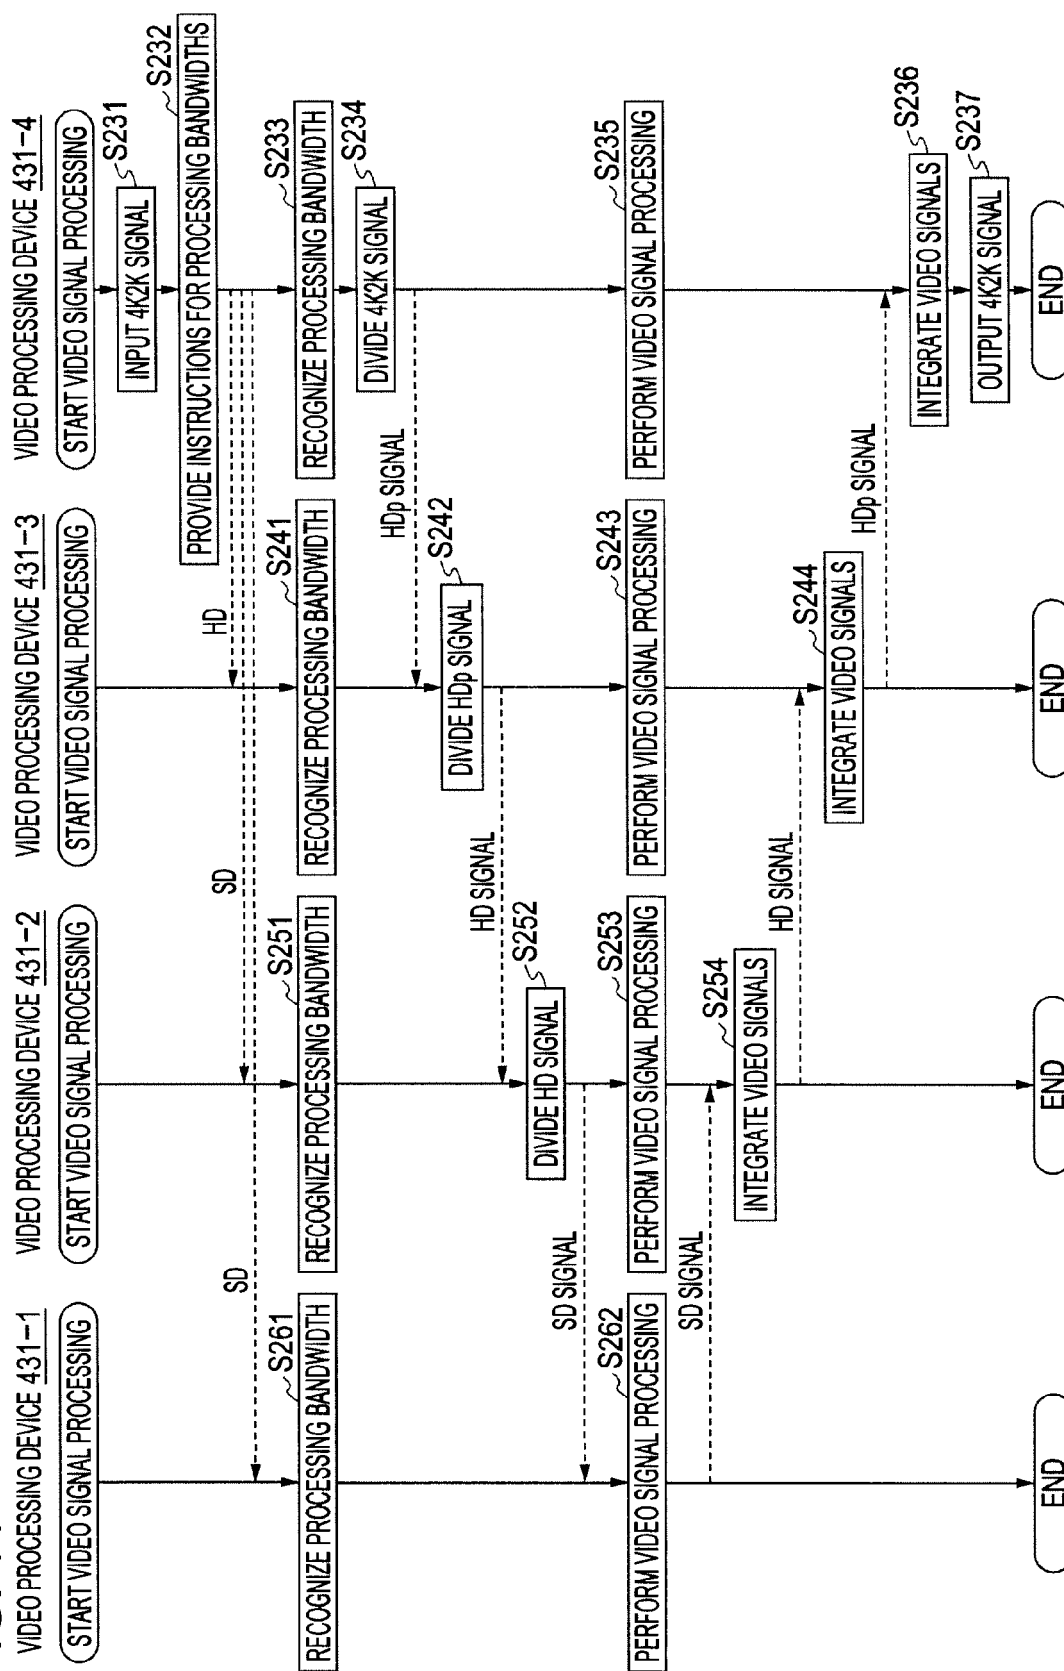 VIDEO PROCESSING DEVICE 431-1
START VIDEO SIGNAL PROCESSING
SD
S261
RECOGNIZE PROCESSING BANDWIDTH
SD SIGNAL
S262
PERFORM VIDEO SIGNAL PROCESSING
SD SIGNAL
END
VIDEO PROCESSING DEVICE 431-2
START VIDEO SIGNAL PROCESSING
SD
S251
RECOGNIZE PROCESSING BANDWIDTH
HD SIGNAL
S252
DIVIDE HD SIGNAL
S253
PERFORM VIDEO SIGNAL PROCESSING
S254
INTEGRATE VIDEO SIGNALS
HD SIGNAL
END
VIDEO PROCESSING DEVICE 431-3
START VIDEO SIGNAL PROCESSING
HD
S241
RECOGNIZE PROCESSING BANDWIDTH
HDp SIGNAL
S242
DIVIDE HDp SIGNAL
S243
PERFORM VIDEO SIGNAL PROCESSING
S244
INTEGRATE VIDEO SIGNALS
HDp SIGNAL
END
VIDEO PROCESSING DEVICE 431-4
START VIDEO SIGNAL PROCESSING
S231
INPUT 4K2K SIGNAL
S232
PROVIDE INSTRUCTIONS FOR PROCESSING BANDWIDTHS
S233
RECOGNIZE PROCESSING BANDWIDTH
S234
DIVIDE 4K2K SIGNAL
S235
PERFORM VIDEO SIGNAL PROCESSING
S236
INTEGRATE VIDEO SIGNALS
S237
OUTPUT 4K2K SIGNAL
END